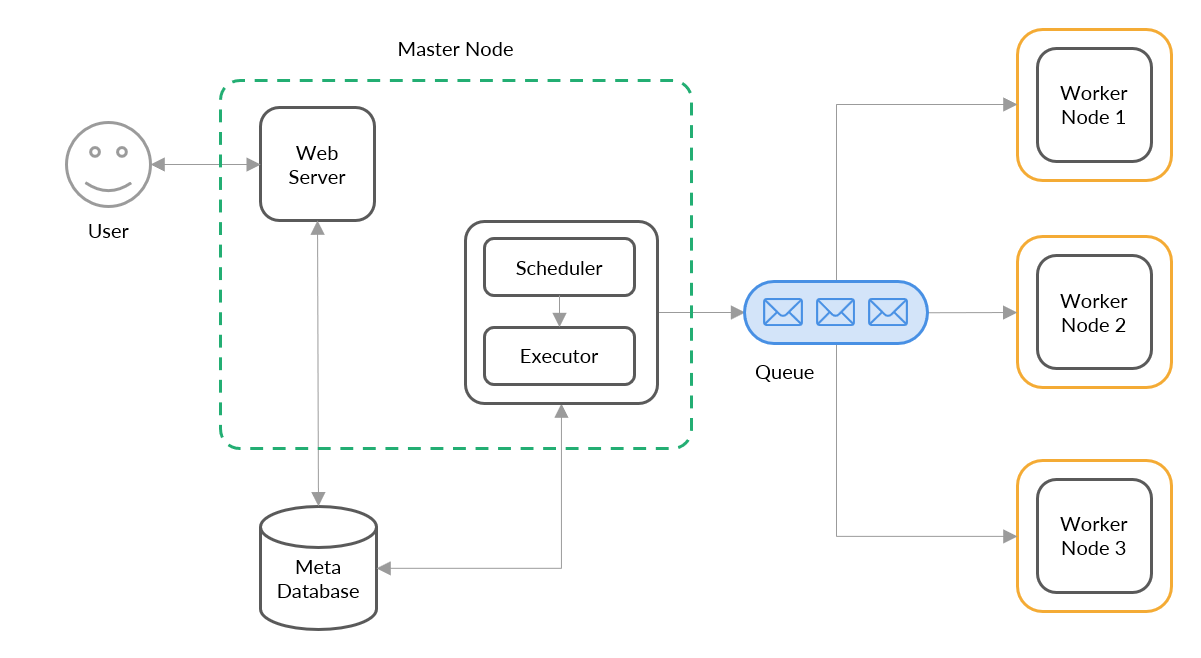 Master Node
User
Web
Server
Scheduler
Executor
Meta
Database
Queue
Worker
Node 1
Worker
Node 2
Worker
Node 3